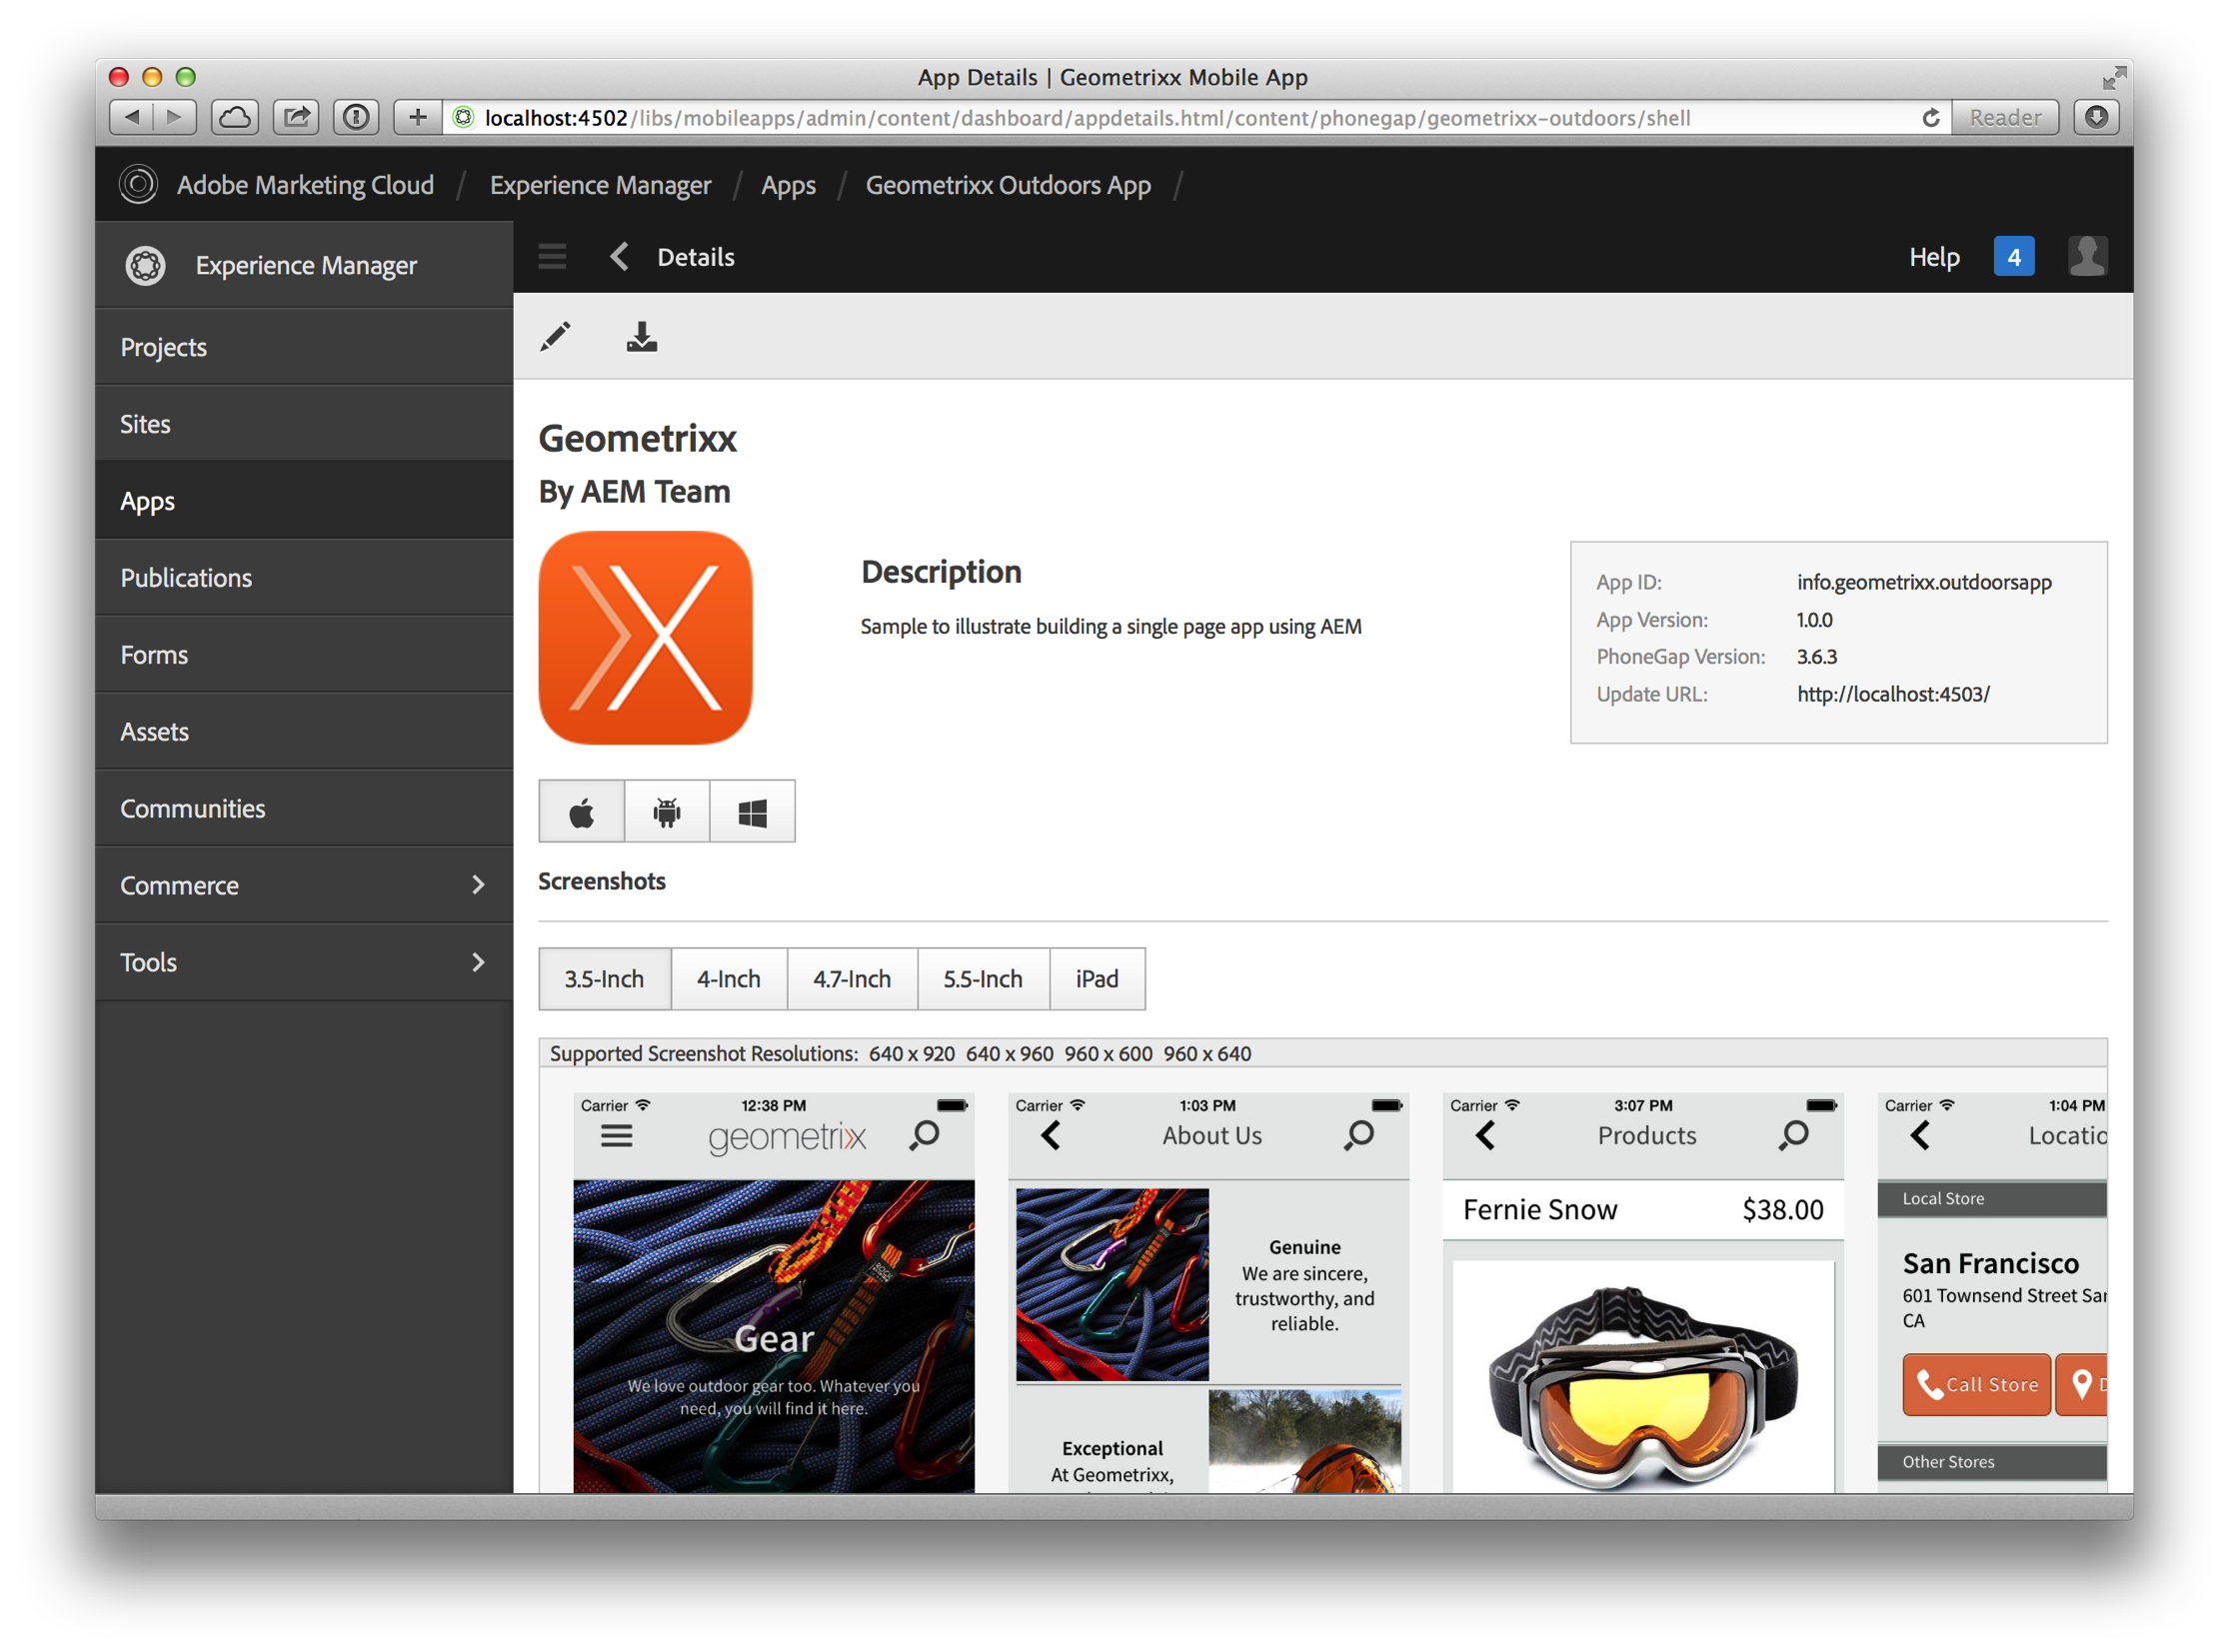 App Details | Geometrixx Mobile App
localhost:4502/libs/mobileapps/admin/content/dashboard/appdetails.html/content/phonegap/geometrixx-outdoors/shell
Reader
Adobe Marketing Cloud / Experience Manager / Apps / Geometrixx Outdoors App /
Experience Manager
Details
Help
4
Projects
Sites
Apps
Publications
Forms
Assets
Communities
Commerce
Tools
Geometrixx
By AEM Team
Description
Sample to illustrate building a single page app using AEM
App ID: info.geometrixx.outdoorsapp
App Version: 1.0.0
PhoneGap Version: 3.6.3
Update URL: http://localhost:4503/
Screenshots
3.5-Inch 4-Inch 4.7-Inch 5.5-Inch iPad
Supported Screenshot Resolutions: 640 x 920 640 x 960 960 x 600 960 x 640
Carrier 12:38 PM
geometrixx
Gear
We love outdoor gear too. Whatever you
need, you will find it here.
Carrier 1:03 PM
About Us
Genuine
We are sincere,
trustworthy, and
reliable.
Exceptional
At Geometrixx,
Carrier 3:07 PM
Products
Fernie Snow $38.00
Carrier 1:04 PM
Locatio
Local Store
San Francisco
601 Townsend Street Sar
CA
Call Store
Other Stores